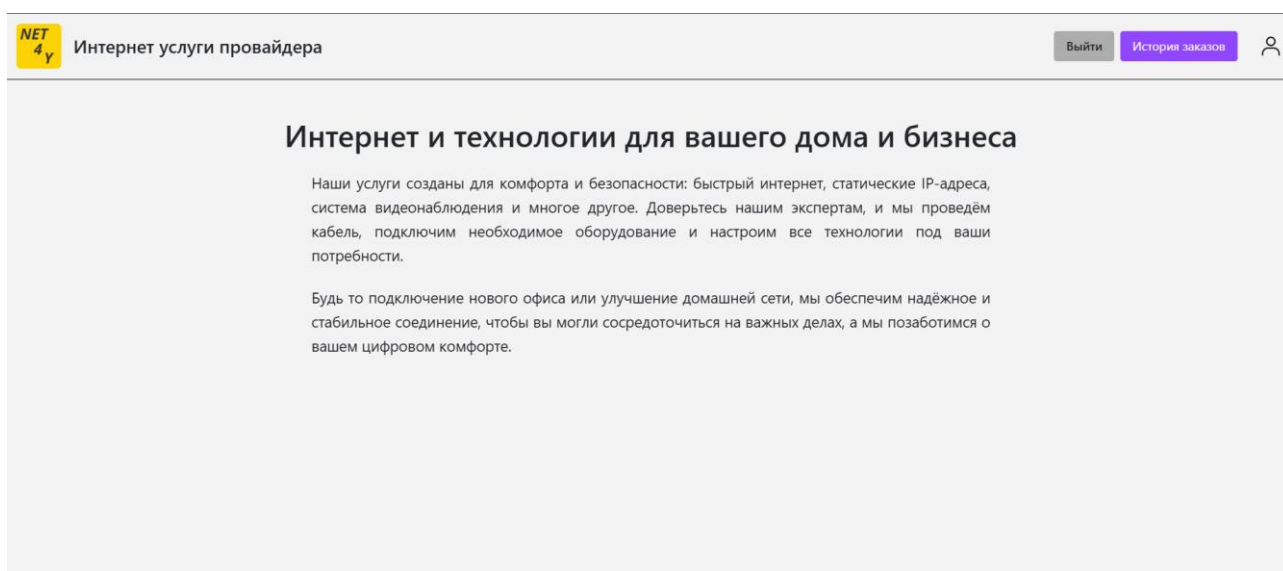 NET
4
Y
Интернет услуги провайдера
Выйти
История заказов
Интернет и технологии для вашего дома и бизнеса
Наши услуги созданы для комфорта и безопасности: быстрый интернет, статические IP-адреса,
система видеонаблюдения и многое другое. Доверьтесь нашим экспертам, и мы проведём
кабель, подключим необходимое оборудование и настроим все технологии под ваши
потребности.
Будь то подключение нового офиса или улучшение домашней сети, мы обеспечим надёжное и
стабильное соединение, чтобы вы могли сосредоточиться на важных делах, а мы позаботимся о
вашем цифровом комфорте.